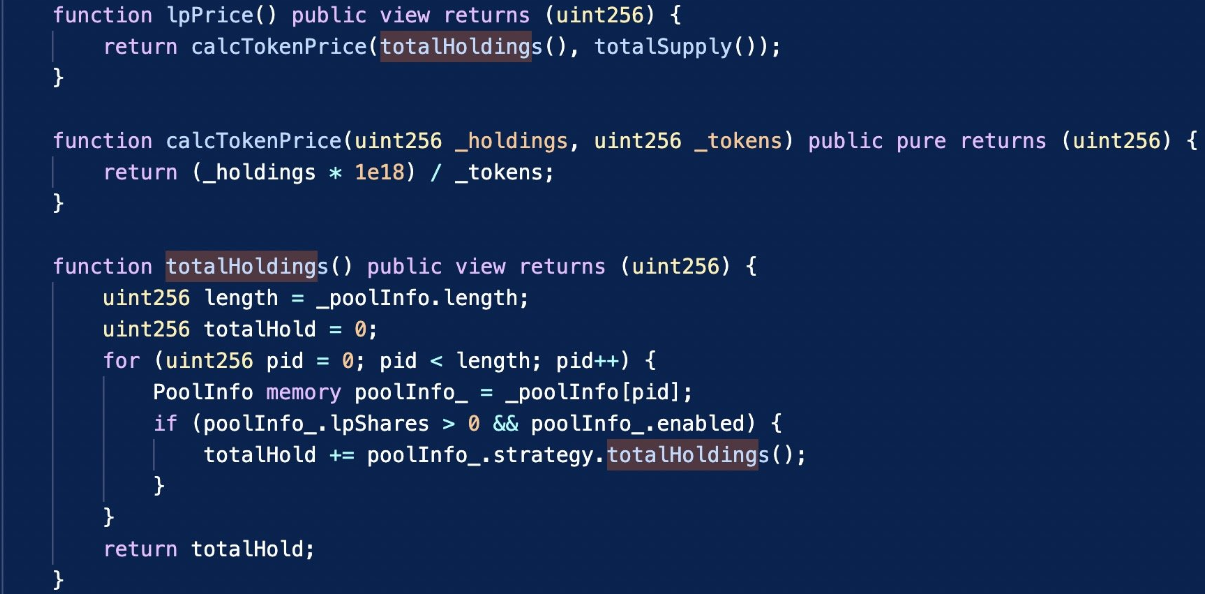 function lpPrice() public view returns (uint256) {
    return calcTokenPrice(totalHoldings(), totalSupply());
}

function calcTokenPrice(uint256 _holdings, uint256 _tokens) public pure returns (uint256) {
    return (_holdings * 1e18) / _tokens;
}

function totalHoldings() public view returns (uint256) {
    uint256 length = _poolInfo.length;
    uint256 totalHold = 0;
    for (uint256 pid = 0; pid < length; pid++) {
        PoolInfo memory poolInfo_ = _poolInfo[pid];
        if (poolInfo_.lpShares > 0 && poolInfo_.enabled) {
            totalHold += poolInfo_.strategy.totalHoldings();
        }
    }
    return totalHold;
}